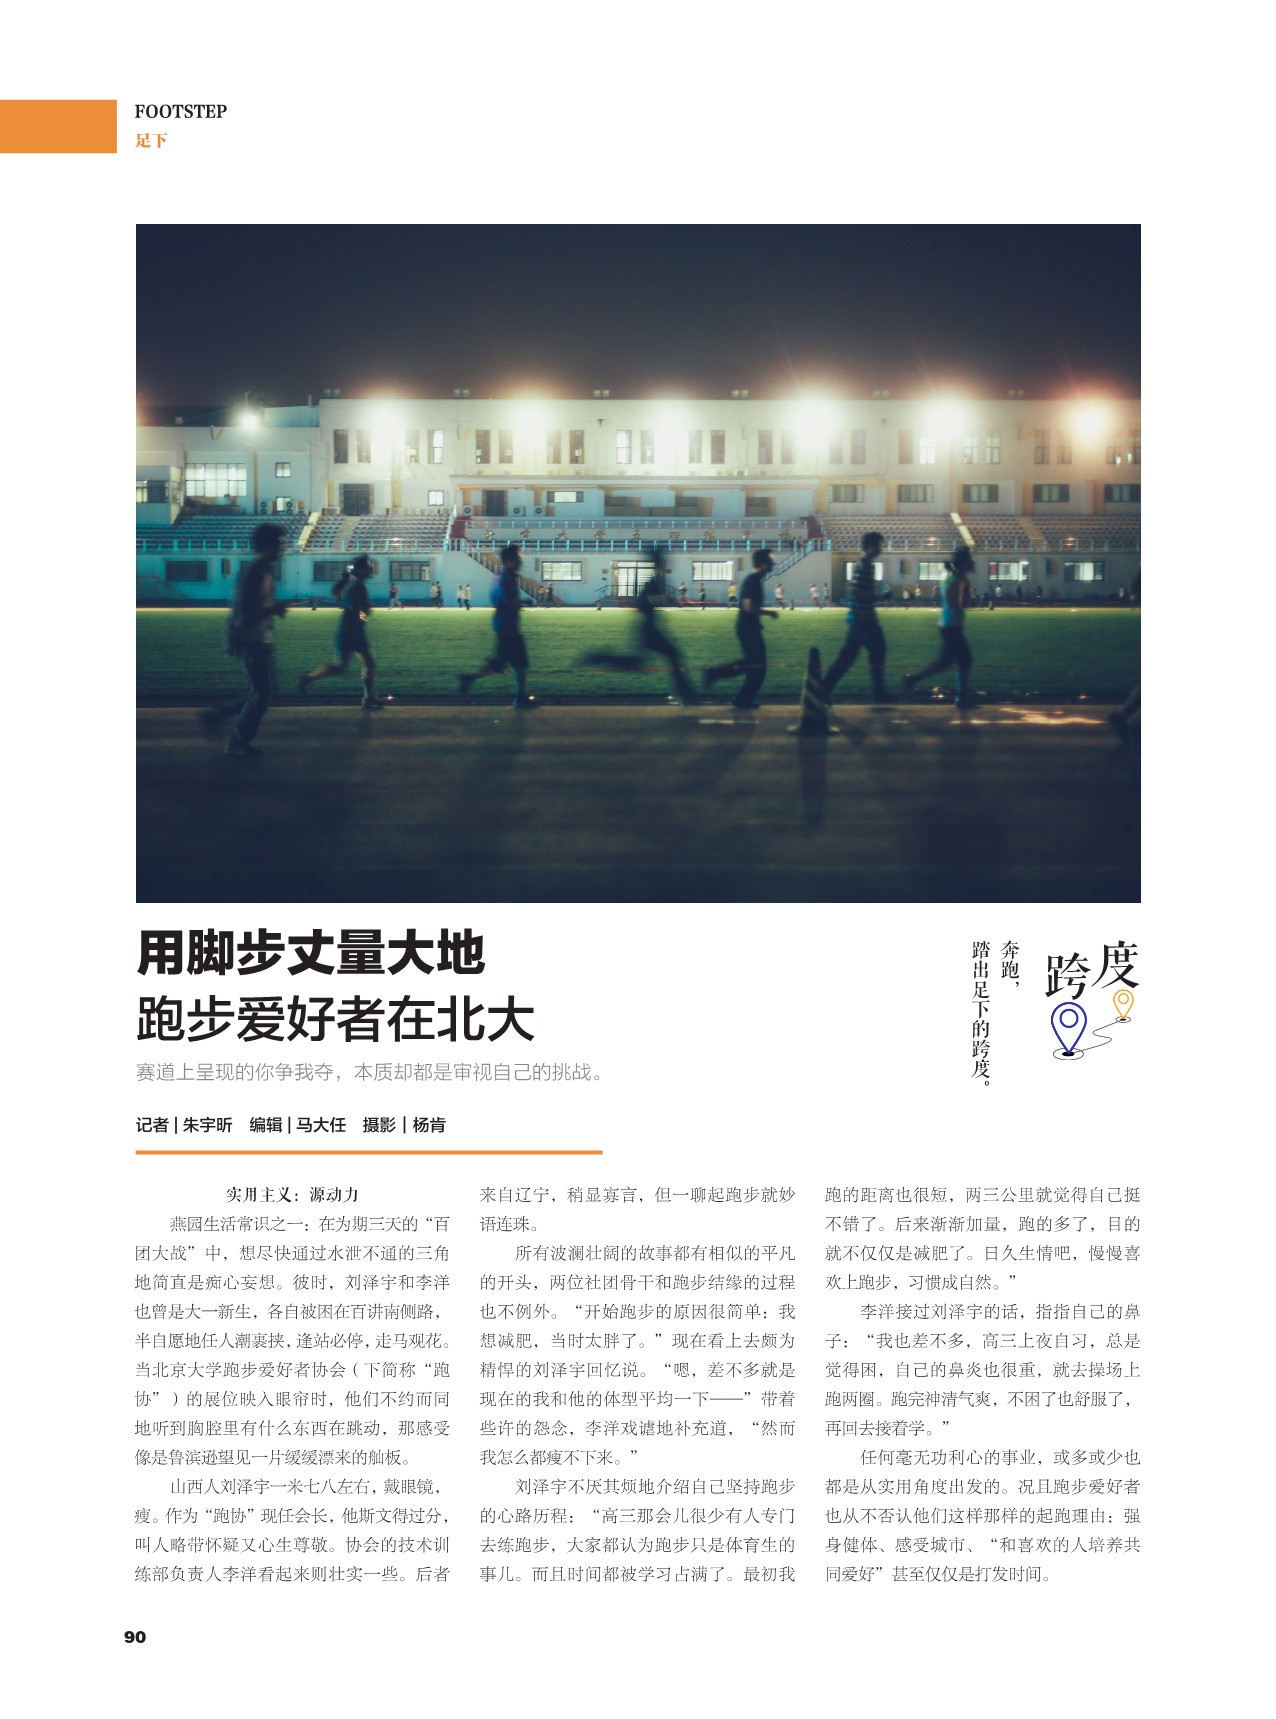 FOOTSTEP
足下
用脚步丈量大地
跑步爱好者在北大
赛道上呈现的你争我夺，本质却都是审视自己的挑战。
记者 | 朱宇昕　编辑 | 马大任　摄影 | 杨肯
跨度
奔跑，
踏出足下的跨度。
实用主义：源动力
燕园生活常识之一：在为期三天的“百
团大战”中，想尽快通过水泄不通的三角
地简直是痴心妄想。彼时，刘泽宇和李洋
也曾是大一新生，各自被困在百讲南侧路，
半自愿地任人潮裹挟，逢站必停，走马观花。
当北京大学跑步爱好者协会（下简称“跑
协”）的展位映入眼帘时，他们不约而同
地听到胸腔里有什么东西在跳动，那感受
像是鲁滨逊望见一片缓缓漂来的舢板。
山西人刘泽宇一米七八左右，戴眼镜，
瘦。作为“跑协”现任会长，他斯文得过分，
叫人略带怀疑又心生尊敬。协会的技术训
练部负责人李洋看起来则壮实一些。后者
来自辽宁，稍显寡言，但一聊起跑步就妙
语连珠。
所有波澜壮阔的故事都有相似的平凡
的开头，两位社团骨干和跑步结缘的过程
也不例外。“开始跑步的原因很简单：我
想减肥，当时太胖了。”现在看上去颇为
精悍的刘泽宇回忆说。“嗯，差不多就是
现在的我和他的体型平均一下——”带着
些许的怨念，李洋戏谑地补充道，“然而
我怎么都瘦不下来。”
刘泽宇不厌其烦地介绍自己坚持跑步
的心路历程：“高三那会儿很少有人专门
去练跑步，大家都认为跑步只是体育生的
事儿。而且时间都被学习占满了。最初我
跑的距离也很短，两三公里就觉得自己挺
不错了。后来渐渐加量，跑的多了，目的
就不仅仅是减肥了。日久生情吧，慢慢喜
欢上跑步，习惯成自然。”
李洋接过刘泽宇的话，指指自己的鼻
子：“我也差不多，高三上夜自习，总是
觉得困，自己的鼻炎也很重，就去操场上
跑两圈。跑完神清气爽，不困了也舒服了，
再回去接着学。”
任何毫无功利心的事业，或多或少也
都是从实用角度出发的。况且跑步爱好者
也从不否认他们这样那样的起跑理由：强
身健体、感受城市、“和喜欢的人培养共
同爱好”甚至仅仅是打发时间。
90